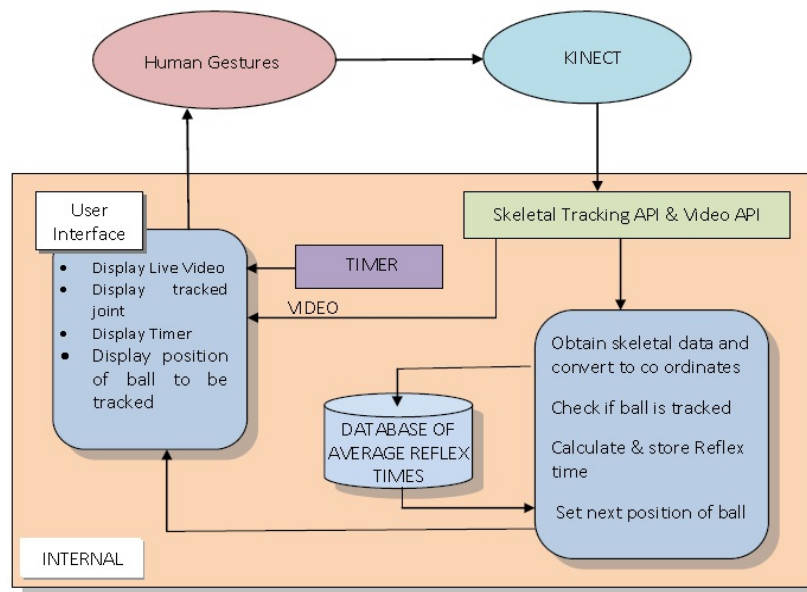 Human Gestures
KINECT
User
Interface
Skeletal Tracking API & Video API
• Display Live Video
• Display tracked
joint
• Display Timer
• Display position
of ball to be
tracked
TIMER
VIDEO
Obtain skeletal data and
convert to co ordinates
Check if ball is tracked
Calculate & store Reflex
time
Set next position of ball
DATABASE OF
AVERAGE REFLEX
TIMES
INTERNAL